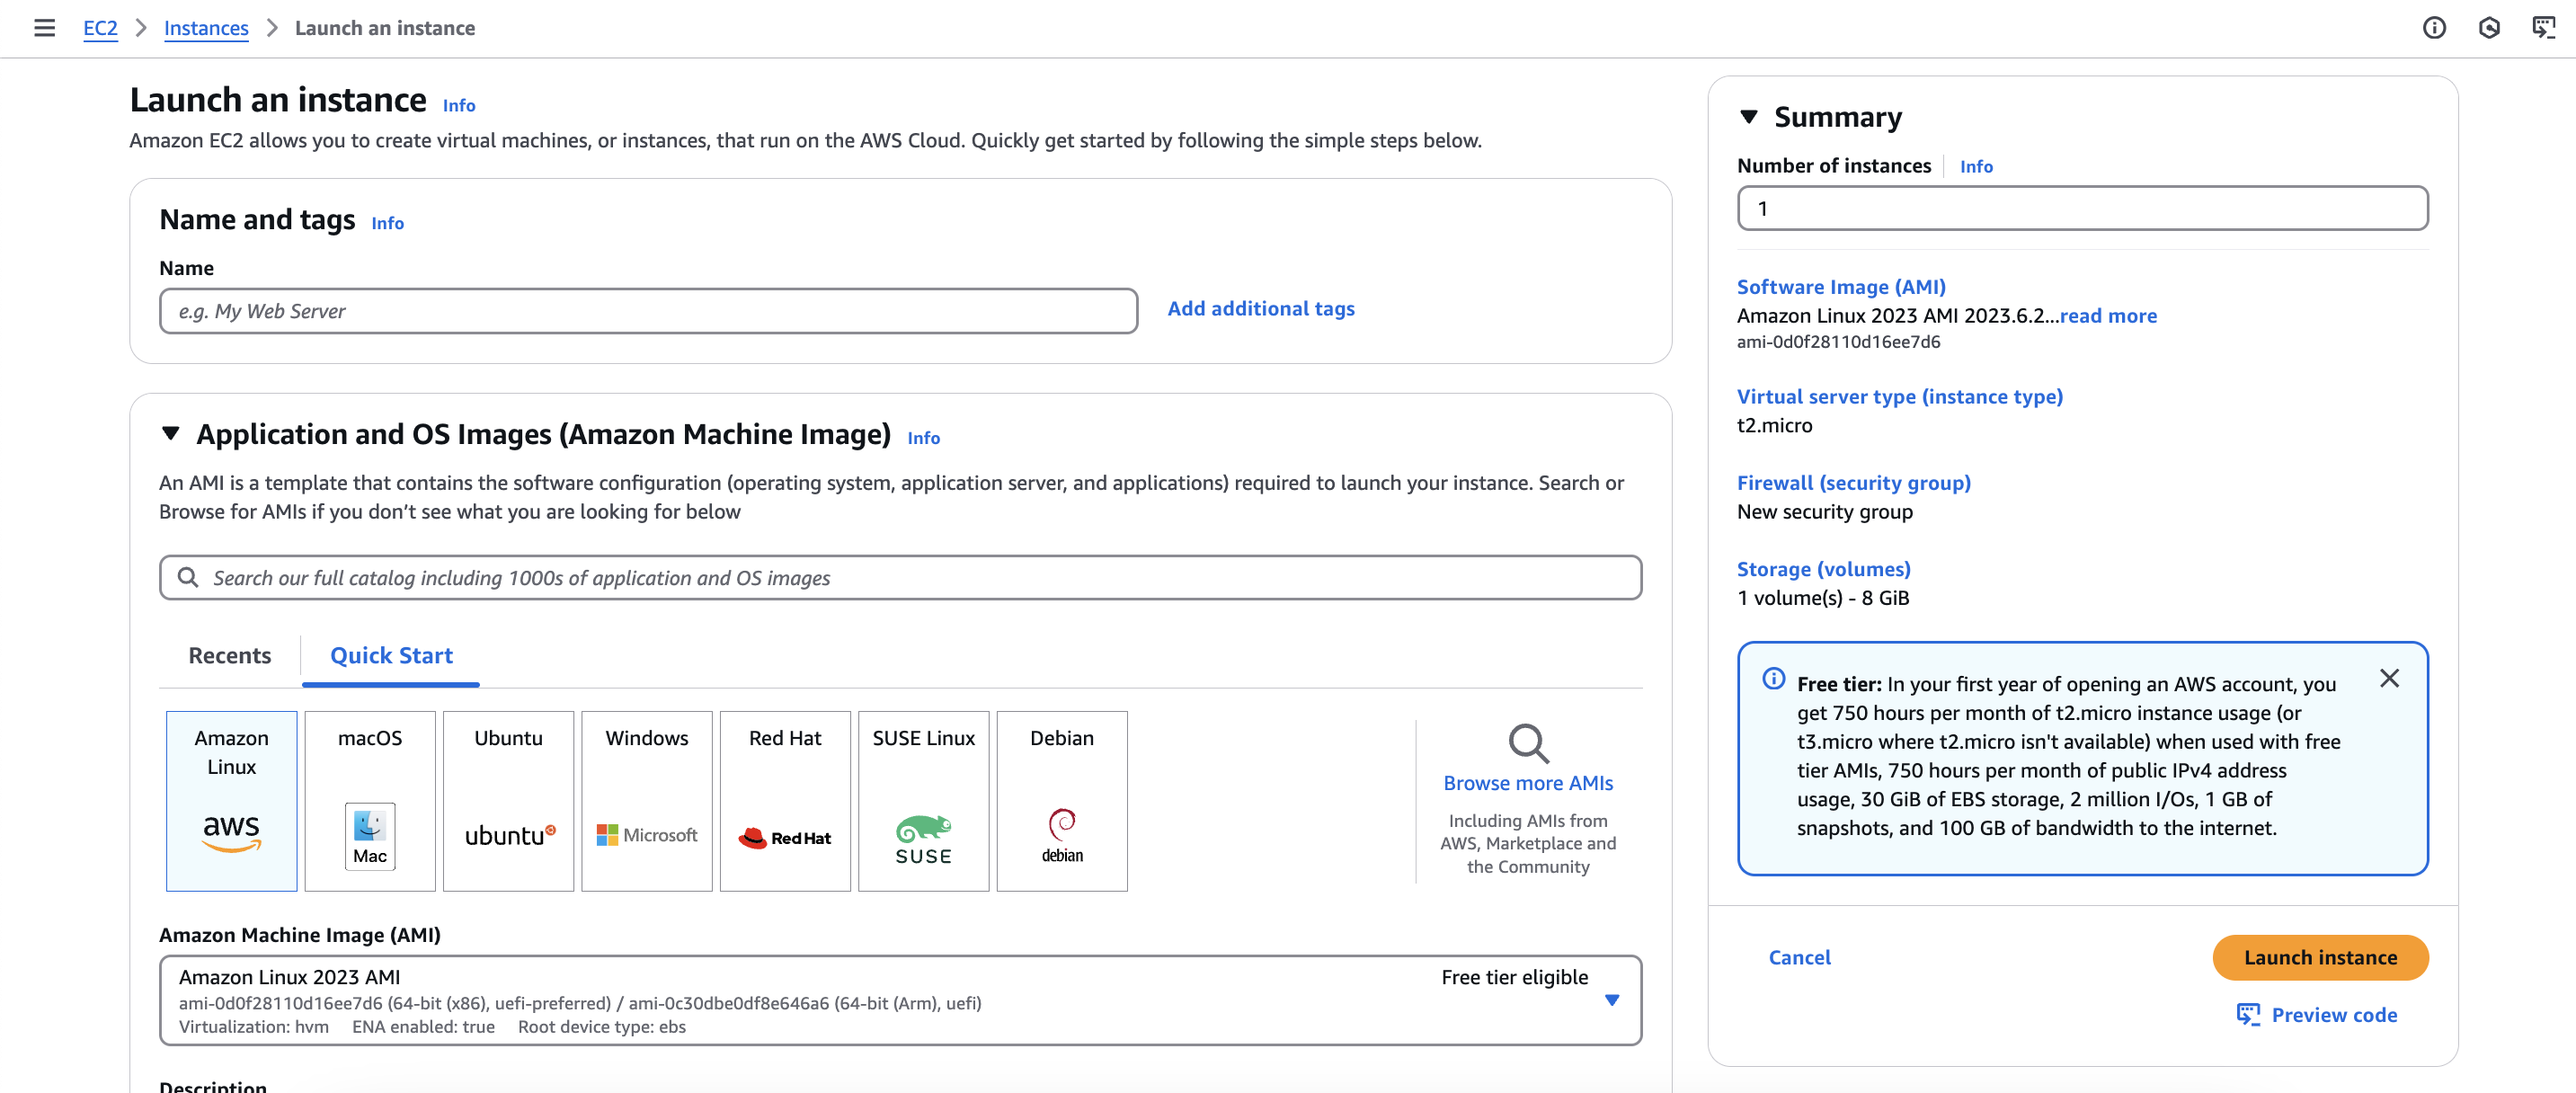 EC2 > Instances > Launch an instance
Launch an instance Info
Amazon EC2 allows you to create virtual machines, or instances, that run on the AWS Cloud. Quickly get started by following the simple steps below.
Name and tags Info
Name
e.g. My Web Server
Add additional tags
Application and OS Images (Amazon Machine Image) Info
An AMI is a template that contains the software configuration (operating system, application server, and applications) required to launch your instance. Search or
Browse for AMIs if you don’t see what you are looking for below
Search our full catalog including 1000s of application and OS images
Recents
Quick Start
Amazon
Linux
aws
macOS
Mac
Ubuntu
ubuntu
Windows
Microsoft
Red Hat
Red Hat
SUSE Linux
SUSE
Debian
debian
Browse more AMIs
Including AMIs from
AWS, Marketplace and
the Community
Amazon Machine Image (AMI)
Amazon Linux 2023 AMI
Free tier eligible
ami-0d0f28110d16ee7d6 (64-bit (x86), uefi-preferred) / ami-0c30dbe0df8e646a6 (64-bit (Arm), uefi)
Virtualization: hvm ENA enabled: true Root device type: ebs
Description
Summary
Number of instances Info
1
Software Image (AMI)
Amazon Linux 2023 AMI 2023.6.2...read more
ami-0d0f28110d16ee7d6
Virtual server type (instance type)
t2.micro
Firewall (security group)
New security group
Storage (volumes)
1 volume(s) - 8 GiB
Free tier: In your first year of opening an AWS account, you
get 750 hours per month of t2.micro instance usage (or
t3.micro where t2.micro isn't available) when used with free
tier AMIs, 750 hours per month of public IPv4 address
usage, 30 GiB of EBS storage, 2 million I/Os, 1 GB of
snapshots, and 100 GB of bandwidth to the internet.
Cancel
Launch instance
Preview code